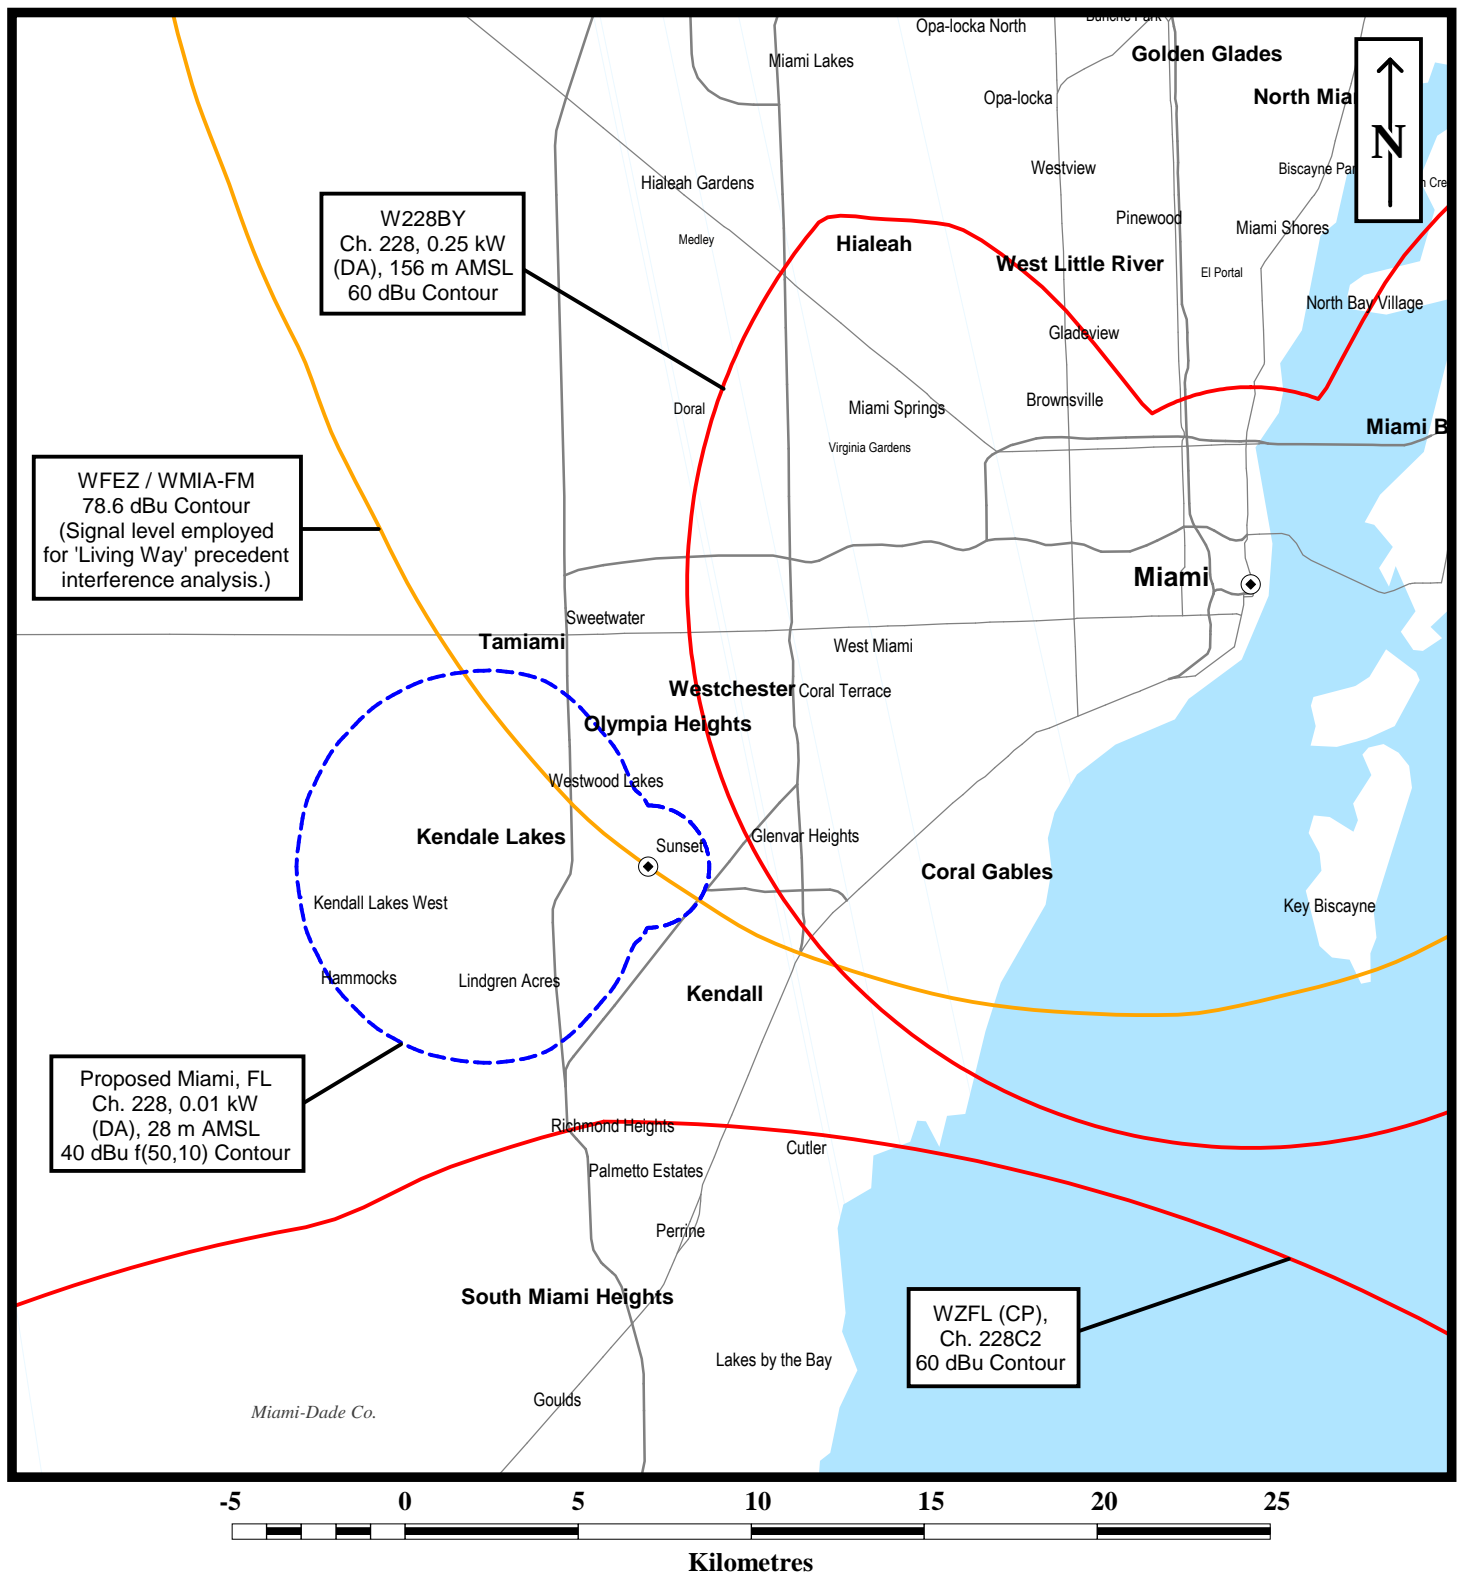 Opa-locka North
Golden Glades
Miami Lakes
Opa-locka
N
Westview
Hialeah Gardens
Pinewood
Miami Shores
Medley
Hialeah
West Little River
El Portal
North Bay Village
Gladeview
W228BY
Ch. 228, 0.25 kW
(DA), 156 m AMSL
60 dBu Contour
Doral
Miami Springs
Brownsville
Virginia Gardens
Miami B
WFEZ / WMIA-FM
78.6 dBu Contour
(Signal level employed
for 'Living Way' precedent
interference analysis.)
Miami
Sweetwater
Tamiami
West Miami
Westchester
Coral Terrace
Olympia Heights
Westwood Lakes
Kendale Lakes
Sunset
Glenvar Heights
Coral Gables
Kendall Lakes West
Key Biscayne
Hammocks
Lindgren Acres
Kendall
Proposed Miami, FL
Ch. 228, 0.01 kW
(DA), 28 m AMSL
40 dBu f(50,10) Contour
Richmond Heights
Cutler
Palmetto Estates
Perrine
South Miami Heights
WZFL (CP),
Ch. 228C2
60 dBu Contour
Lakes by the Bay
Goulds
Miami-Dade Co.
-5 0 5 10 15 20 25
Kilometres